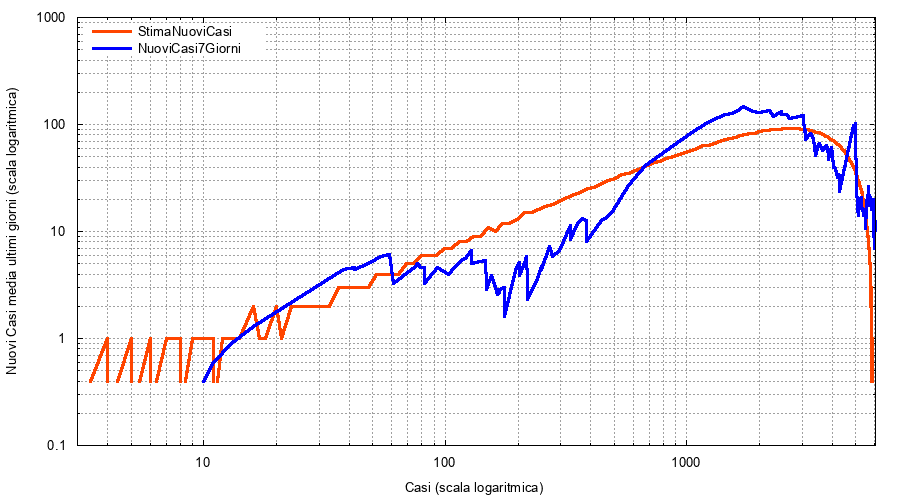 1000
StimaNuoviCasi
NuoviCasi7Giorni
100
10
1
0.1
Nuovi Casi media ultimi giorni (scala logaritmica)
10
100
1000
Casi (scala logaritmica)